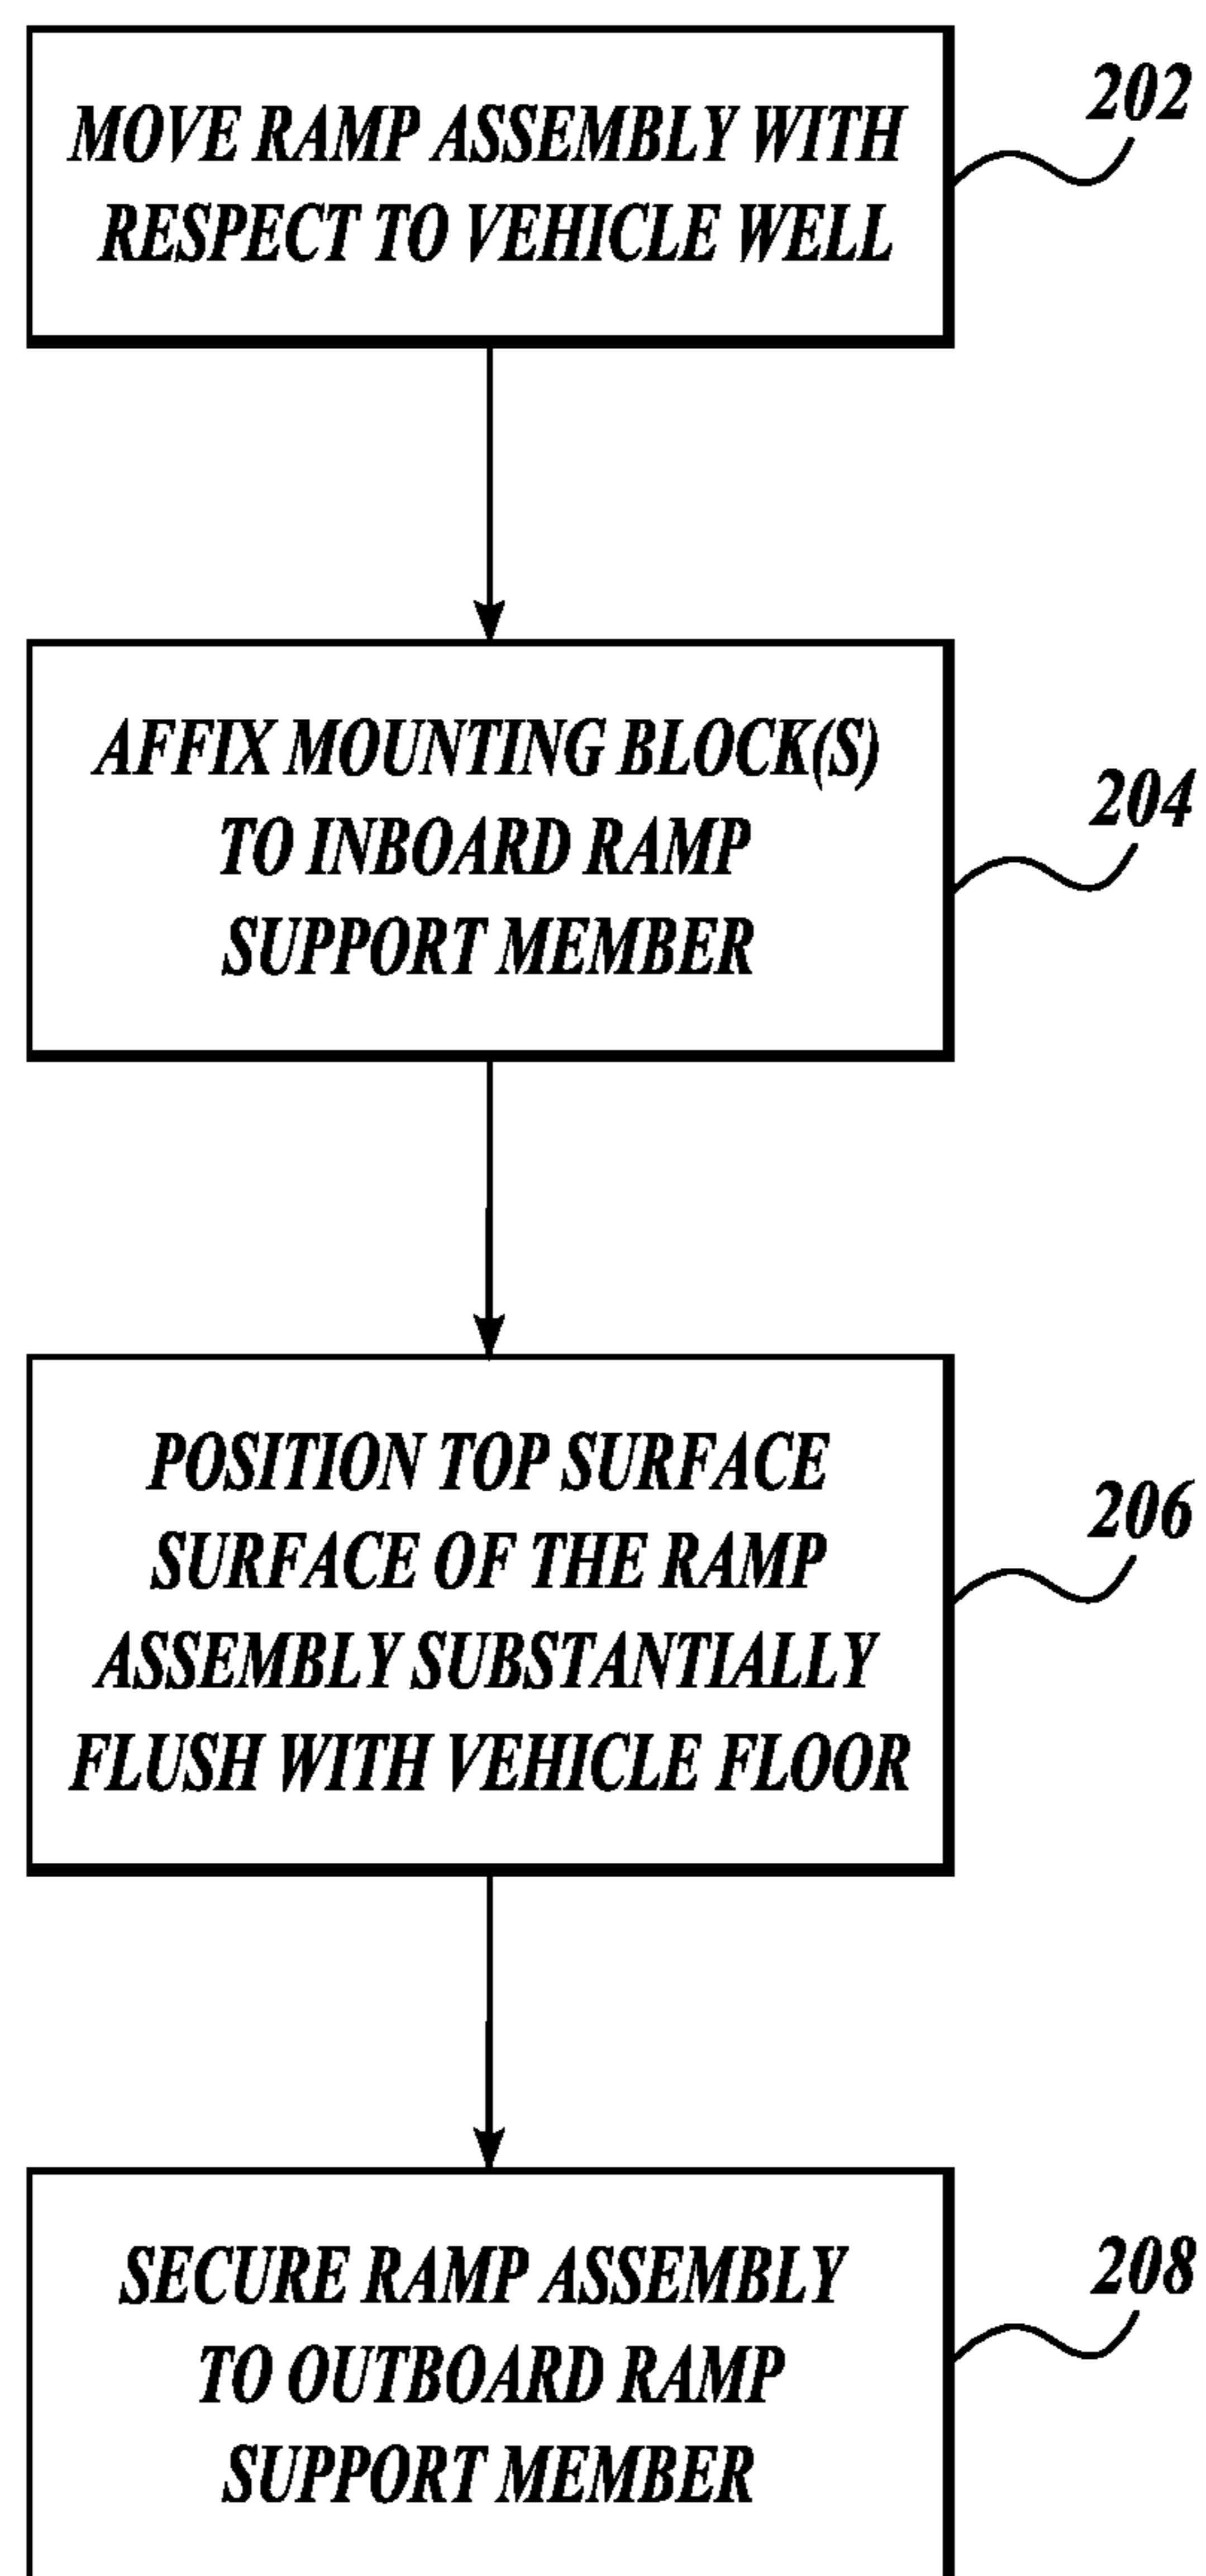 MOVE RAMP ASSEMBLY WITH
RESPECT TO VEHICLE WELL
202
AFFIX MOUNTING BLOCK(S)
TO INBOARD RAMP
SUPPORT MEMBER
204
POSITION TOP SURFACE
SURFACE OF THE RAMP
ASSEMBLY SUBSTANTIALLY
FLUSH WITH VEHICLE FLOOR
206
SECURE RAMP ASSEMBLY
TO OUTBOARD RAMP
SUPPORT MEMBER
208